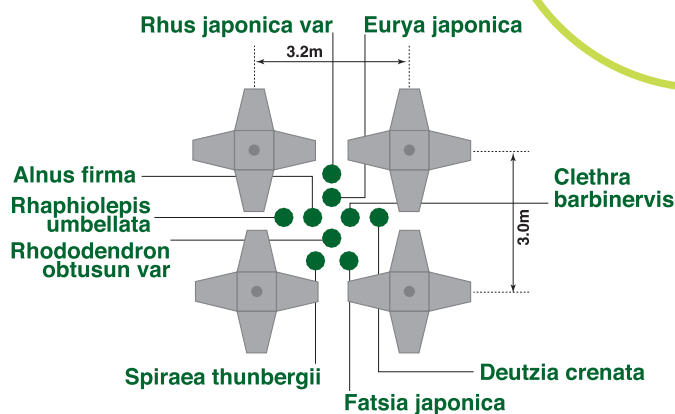 Rhus japonica var
Eurya japonica
3.2m
Alnus firma
Clethra
barbinervis
Rhaphiolepis
umbellata
3.0m
Rhododendron
obtusun var
Spiraea thunbergii
Deutzia crenata
Fatsia japonica